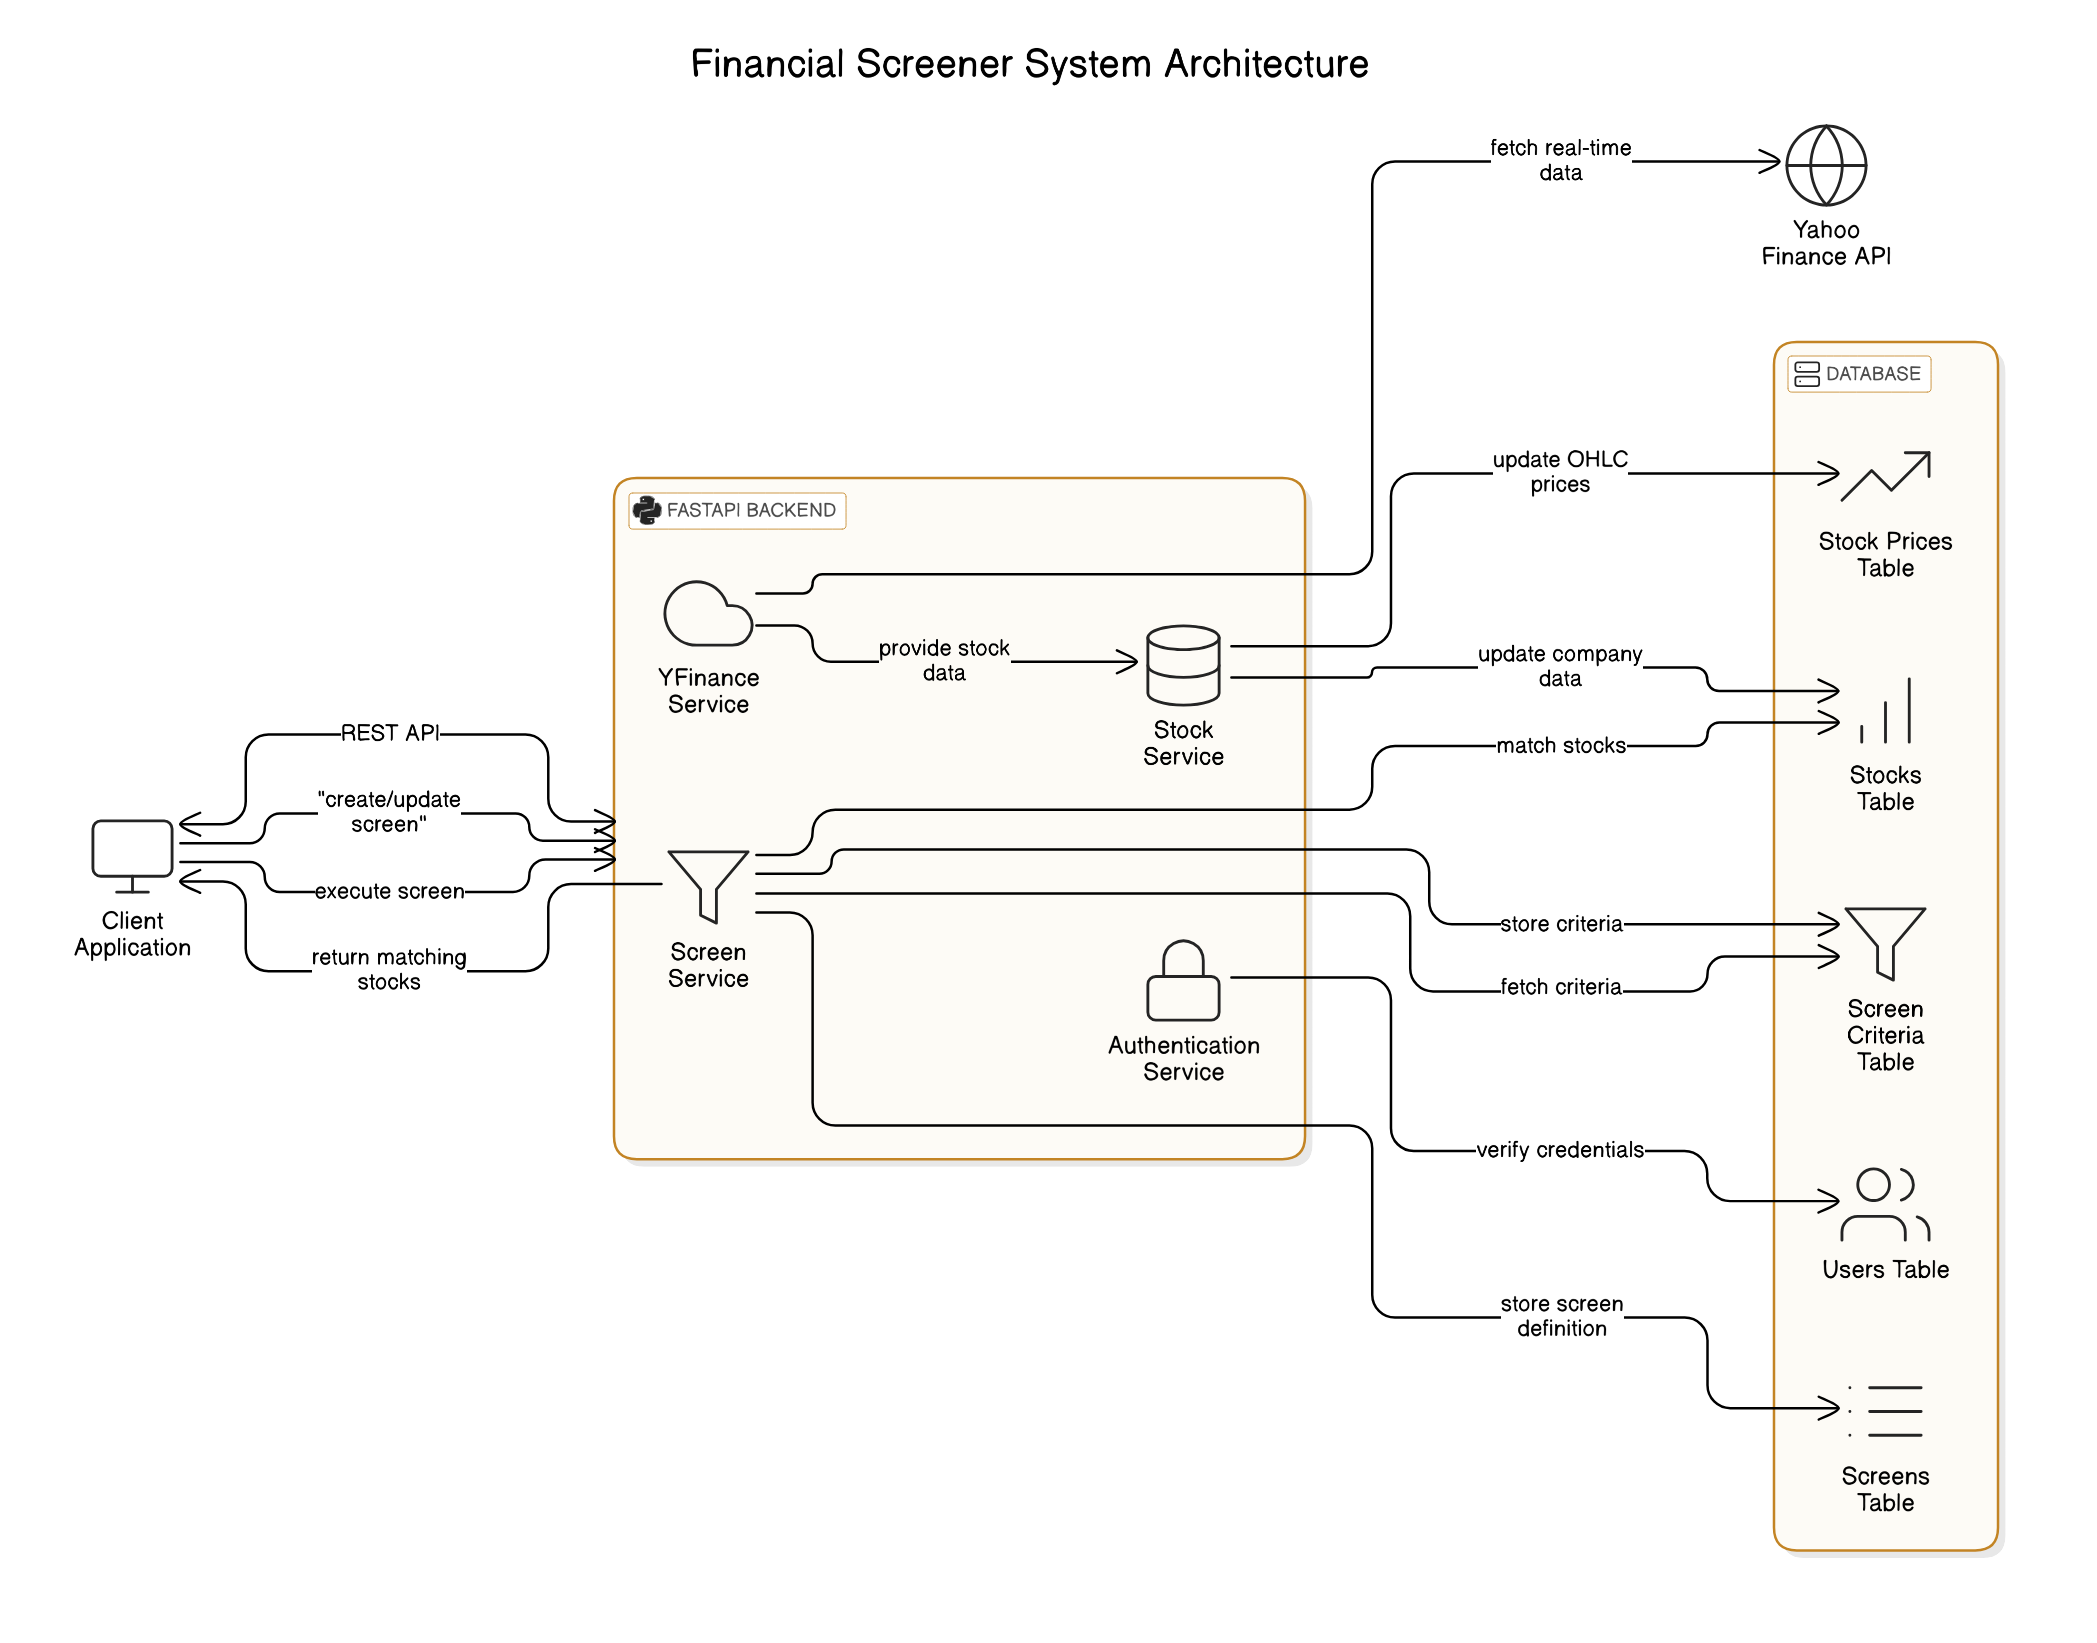 Financial Screener System Architecture
fetch real-time
data
Yahoo
Finance API
DATABASE
update OHLC
prices
Stock Prices
Table
FASTAPI BACKEND
YFinance
Service
provide stock
data
Stock
Service
update company
data
match stocks
Stocks
Table
REST API
"create/update
screen"
execute screen
return matching
stocks
Client
Application
Screen
Service
Authentication
Service
store criteria
fetch criteria
Screen
Criteria
Table
verify credentials
Users Table
store screen
definition
Screens
Table